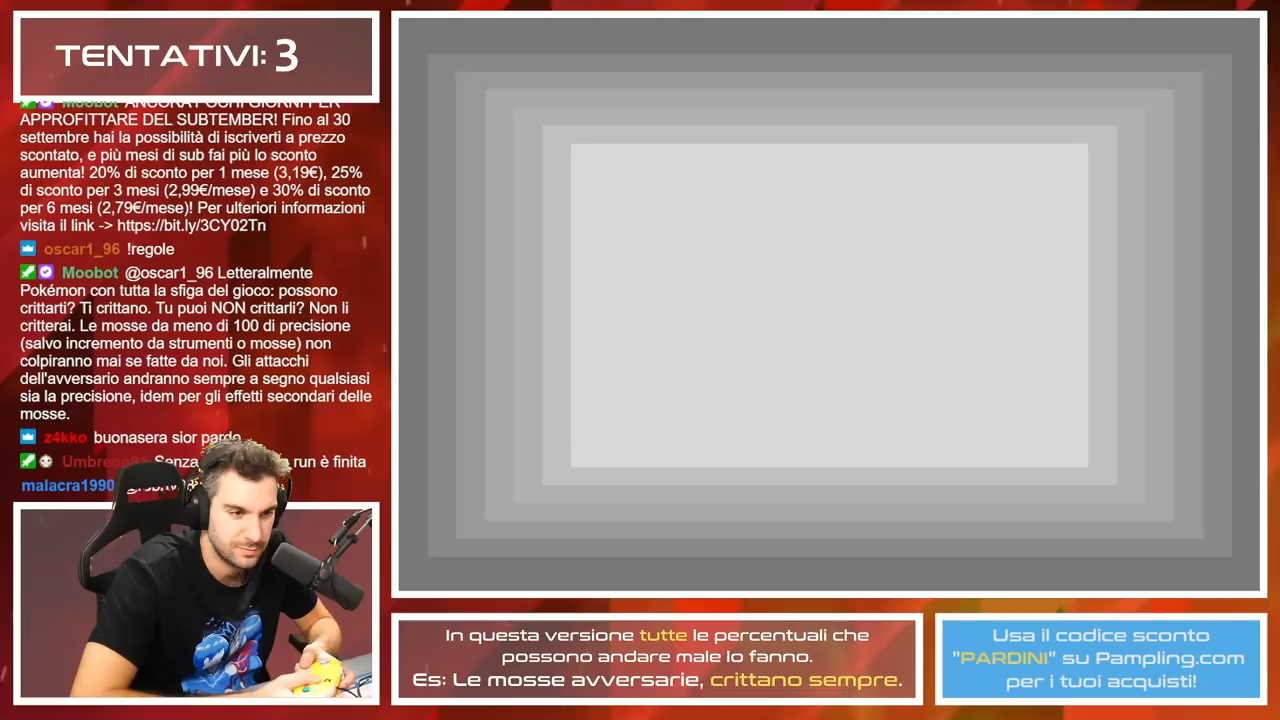 TENTATIVI: 3
Moobot ANCORA POCHI GIORNI PER
APPROFITTARE DEL SUBTEMBER! Fino al 30
settembre hai la possibilità di iscriverti a prezzo
scontato, e più mesi di sub fai più lo sconto
aumenta! 20% di sconto per 1 mese (3,19€), 25%
di sconto per 3 mesi (2,99€/mese) e 30% di sconto
per 6 mesi (2,79€/mese)! Per ulteriori informazioni
visita il link -> https://bit.ly/3CY02Tn
oscar1_96 !regole
Moobot @oscar1_96 Letteralmente
Pokémon con tutta la sfiga del gioco: possono
crittarti? Ti crittano. Tu puoi NON crittarli? Non li
critterai. Le mosse da meno di 100 di precisione
(salvo incremento da strumenti o mosse) non
colpiranno mai se fatte da noi. Gli attacchi
dell'avversario andranno sempre a segno qualsiasi
sia la precisione, idem per gli effetti secondari delle
mosse.
z4kko buonasera sior pardo
Senza run è finita
malacra1990
In questa versione tutte le percentuali che
possono andare male lo fanno.
Es: Le mosse avversarie, crittano sempre.
Usa il codice sconto
"PARDINI" su Pampling.com
per i tuoi acquisti!